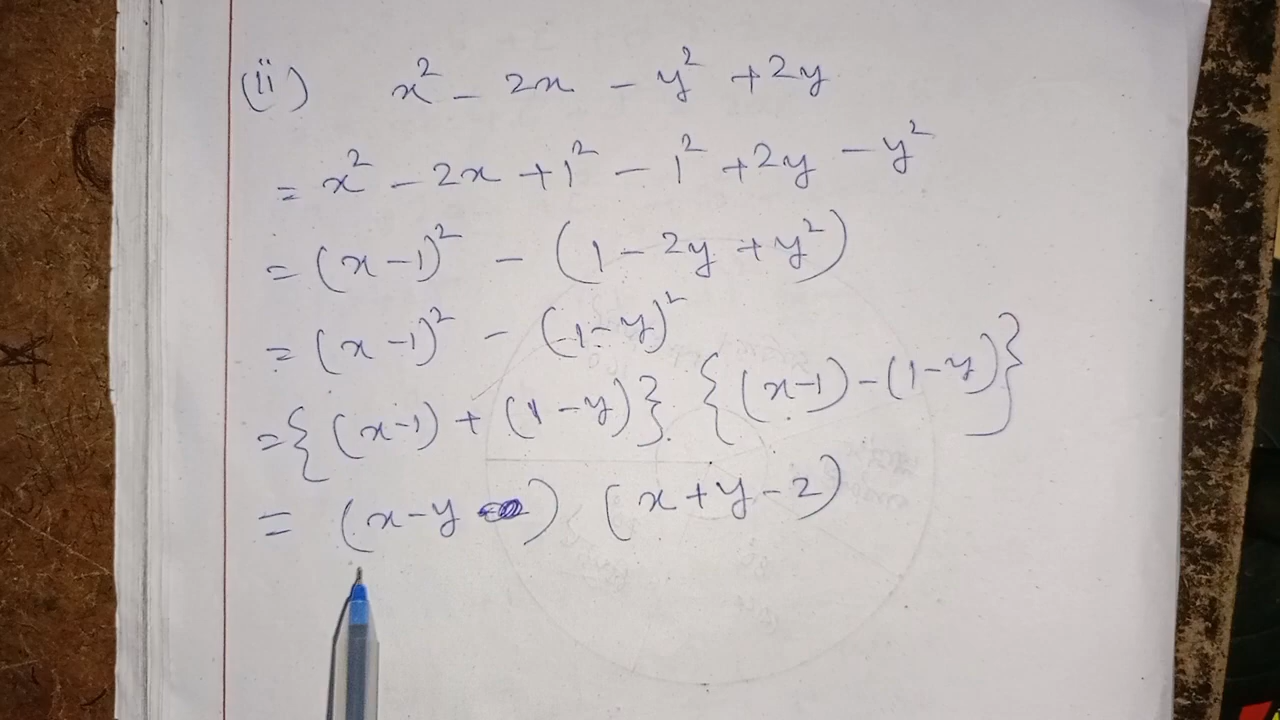 (ii) x² - 2x - y² + 2y
= x² - 2x + 1² - 1² + 2y - y²
= (x - 1)² - (1 - 2y + y²)
= (x - 1)² - (1 - y)²
= {(x-1) + (1-y)} {(x-1) - (1-y)}
= (x - y) (x + y - 2)